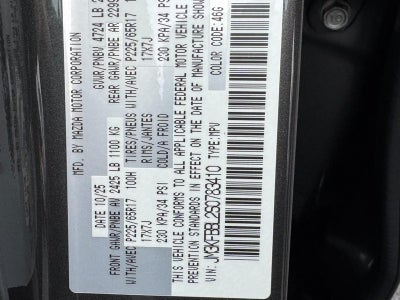 MFD. BY MAZDA MOTOR CORPORATION
DATE 10/25 GVWR/PNBV 4724 LB
FRONT GAWR/PNBE AV 2425 LB 1100 KG REAR GAWR/PNBE AR
WITH/AVEC P225/65R17 100H TIRES/PNEUS WITH/AVEC P225/65R17
17X7J RIMS/JANTES 17X7J
230 KPA/34 PSI COLD/A FROID 230 KPA/34 PSI
THIS VEHICLE CONFORMS TO ALL APPLICABLE FEDERAL MOTOR VEHICLE
PREVENTION STANDARDS IN EFFECT ON THE DATE OF MANUFACTURE SHOW
VIN: TYPE: MPV COLOR CODE: 46G